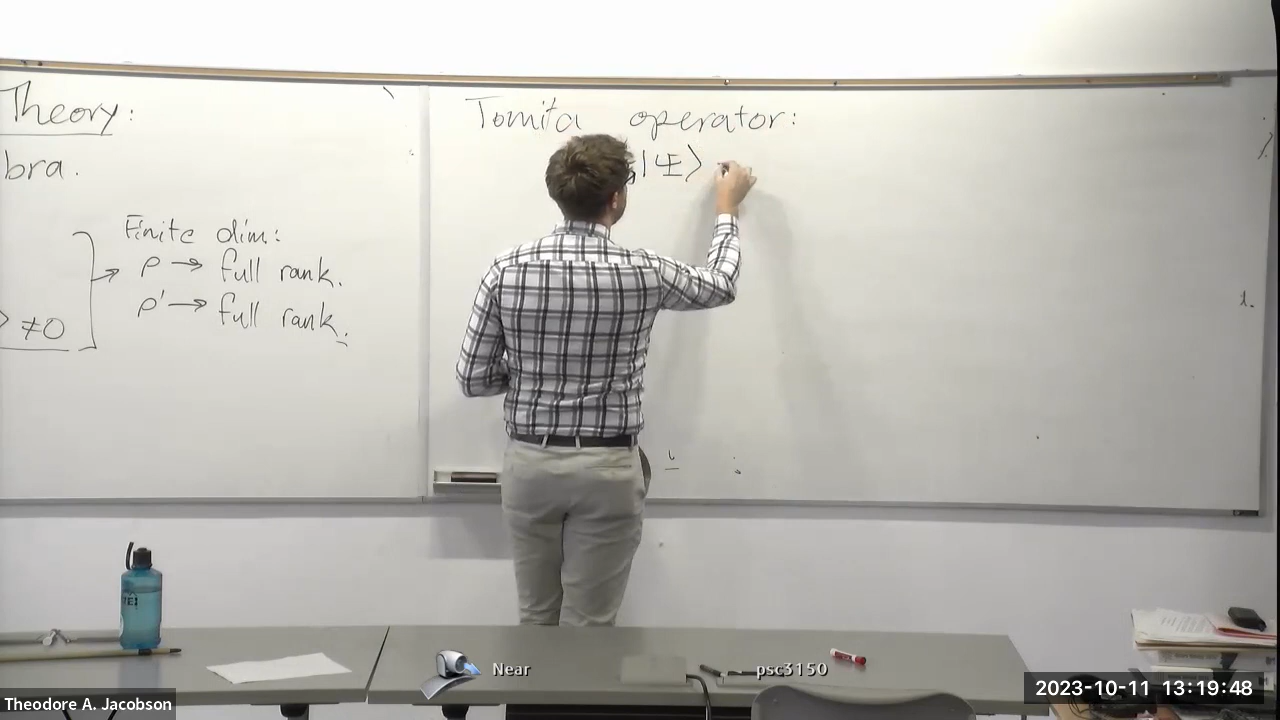 Theory:
bra.
≠0
Finite dim:
ρ → full rank.
ρ' → full rank.
Tomita operator:
|Ψ⟩
Near
psc3150
Theodore A. Jacobson
2023-10-11 13:19:48